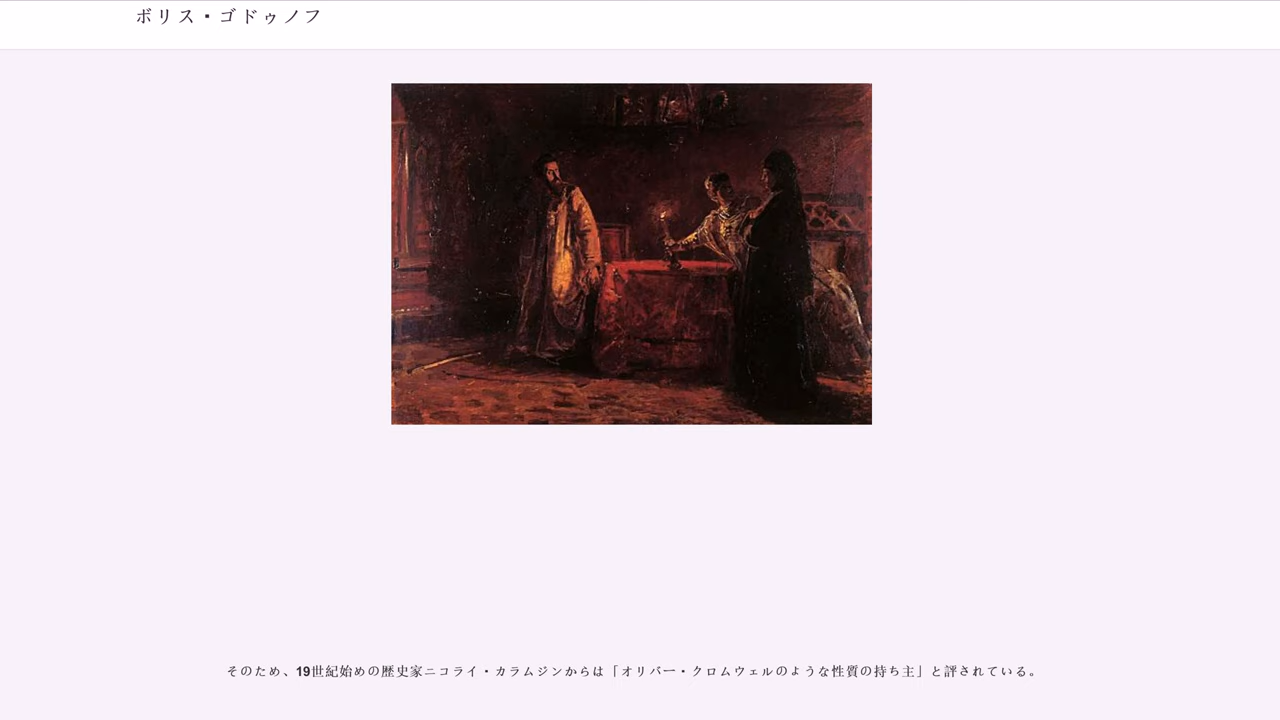 ボリス・ゴドゥノフ
そのため、19世紀始めの歴史家ニコライ・カラムジンからは「オリバー・クロムウェルのような性質の持ち主」と評されている。